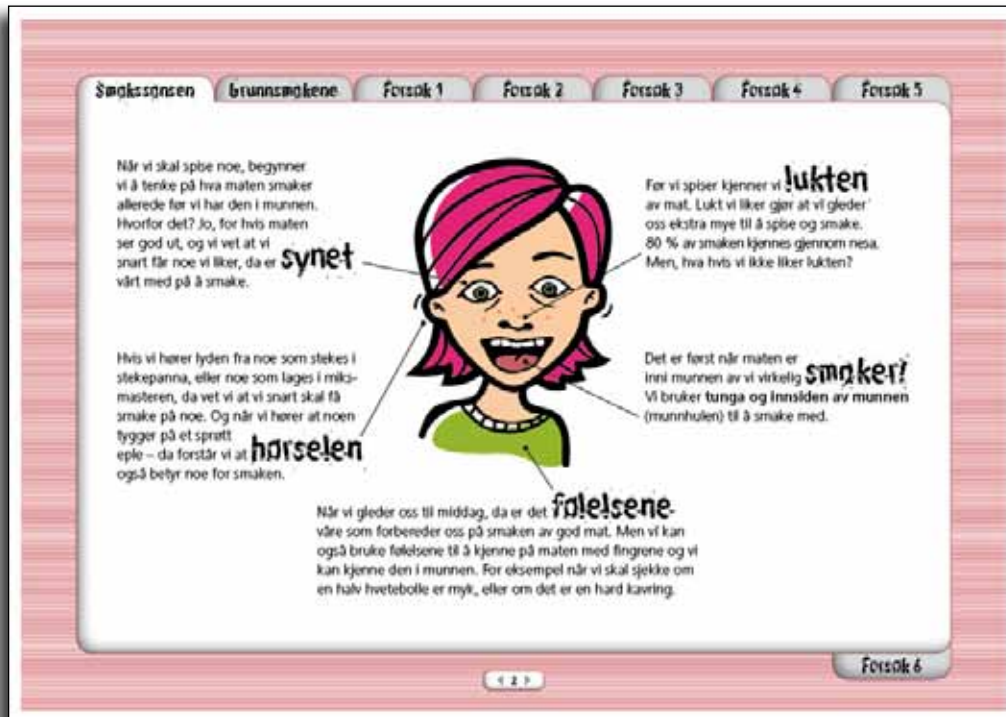 Smakssansen
Grunnsmakene
Forsøk 1
Forsøk 2
Forsøk 3
Forsøk 4
Forsøk 5
Når vi skal spise noe, begynner
vi å tenke på hva maten smaker
allerede før vi har den i munnen.
Hvorfor det? Jo, for hvis maten
ser god ut, og vi vet at vi
snart får noe vi liker, da er synet
vårt med på å smake.
Før vi spiser kjenner vi lukten
av mat. Lukt vi liker gjør at vi gleder
oss ekstra mye til å spise og smake.
80 % av smaken kjennes gjennom nesa.
Men, hva hvis vi ikke liker lukten?
Hvis vi hører lyden fra noe som stekes i
stekepanna, eller noe som lages i miks-
masteren, da vet vi at vi snart skal få
smake på noe. Og når vi hører at noen
tygger på et sprøtt
eple – da forstår vi at hørselen
også betyr noe for smaken.
Det er først når maten er
inni munnen av vi virkelig smaker!
Vi bruker tunga og innsiden av munnen
(munnhulen) til å smake med.
Når vi gleder oss til middag, da er det følelsene
våre som forbereder oss på smaken av god mat. Men vi kan
også bruke følelsene til å kjenne på maten med fingrene og vi
kan kjenne den i munnen. For eksempel når vi skal sjekke om
en halv hvetebolle er myk, eller om det er en hard kavring.
Forsøk 6
< 2 >